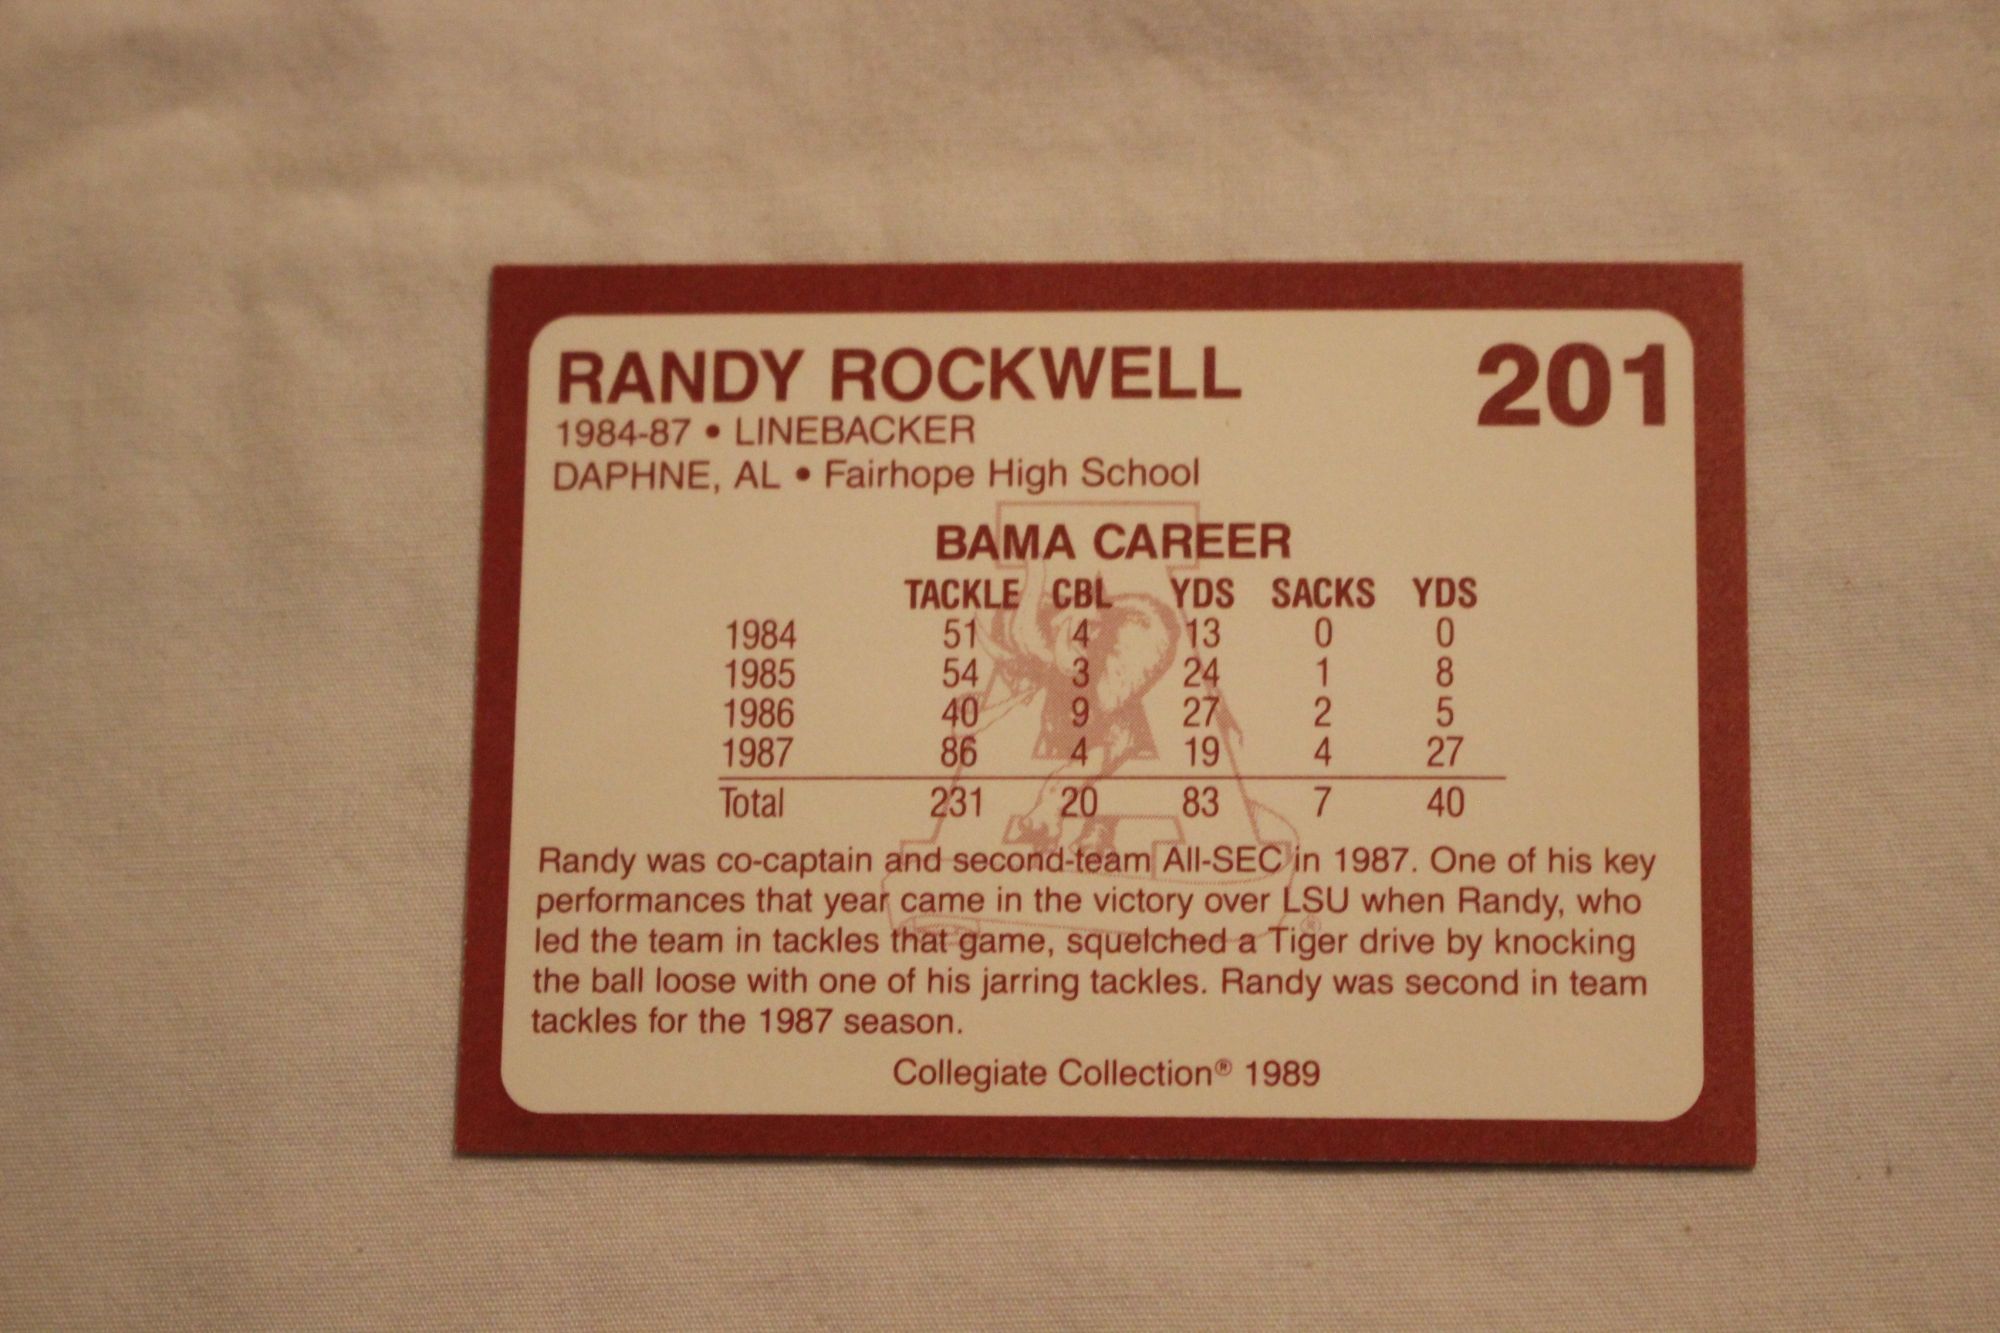 RANDY ROCKWELL 201
1984-87 • LINEBACKER
DAPHNE, AL • Fairhope High School
BAMA CAREER
TACKLE CBL YDS SACKS YDS
1984 51 4 13 0 0
1985 54 3 24 1 8
1986 40 9 27 2 5
1987 86 4 19 4 27
Total 231 20 83 7 40
Randy was co-captain and second-team All-SEC in 1987. One of his key
performances that year came in the victory over LSU when Randy, who
led the team in tackles that game, squelched a Tiger drive by knocking
the ball loose with one of his jarring tackles. Randy was second in team
tackles for the 1987 season.
Collegiate Collection® 1989